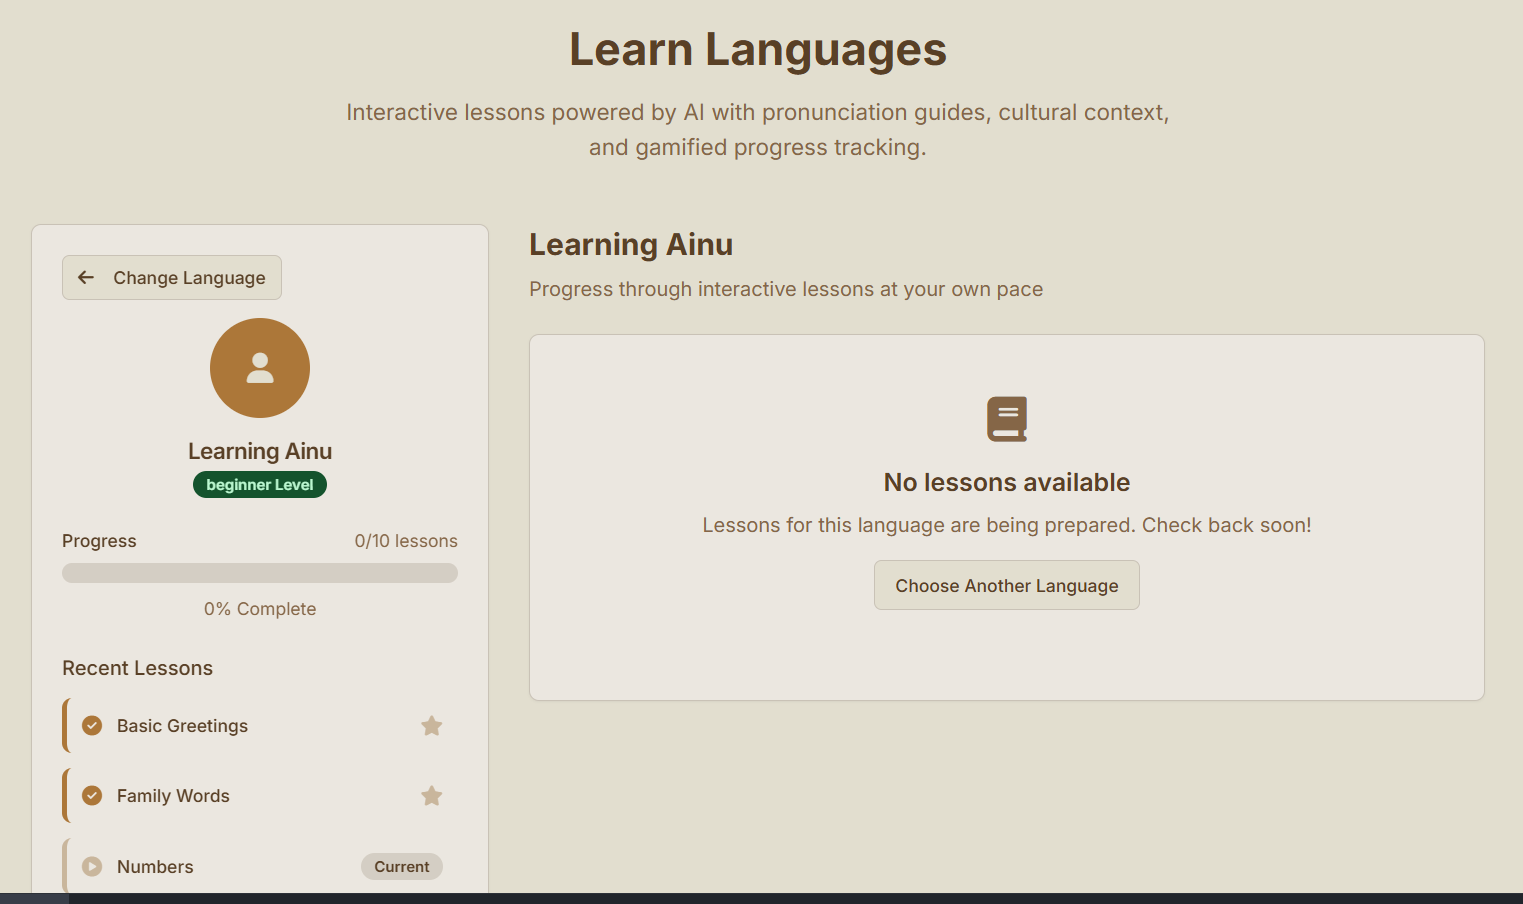 Learn Languages
Interactive lessons powered by AI with pronunciation guides, cultural context,
and gamified progress tracking.
Change Language
Learning Ainu
beginner Level
Progress
0/10 lessons
0% Complete
Recent Lessons
Basic Greetings
Family Words
Numbers
Current
Learning Ainu
Progress through interactive lessons at your own pace
No lessons available
Lessons for this language are being prepared. Check back soon!
Choose Another Language